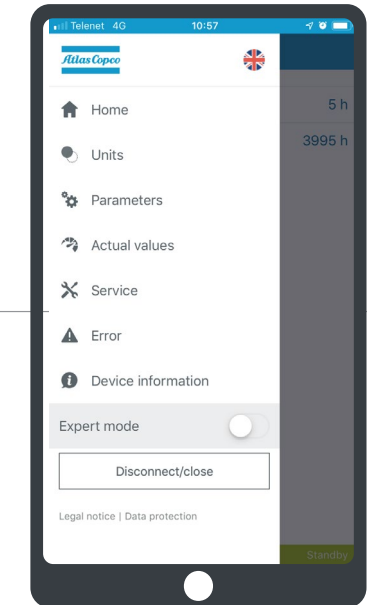 Telenet 4G 10:57
Atlas Copco
Home
5 h
Units
3995 h
Parameters
Actual values
Service
Error
Device information
Expert mode
Disconnect/close
Legal notice | Data protection
Standby